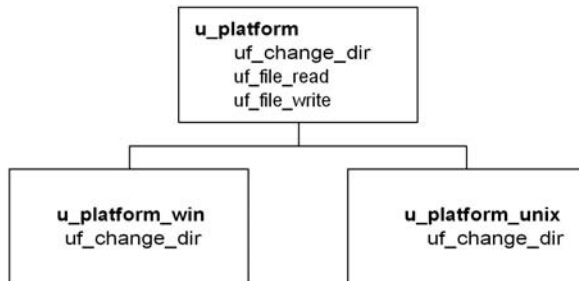 u_platform
uf_change_dir
uf_file_read
uf_file_write
u_platform_win
uf_change_dir
u_platform_unix
uf_change_dir